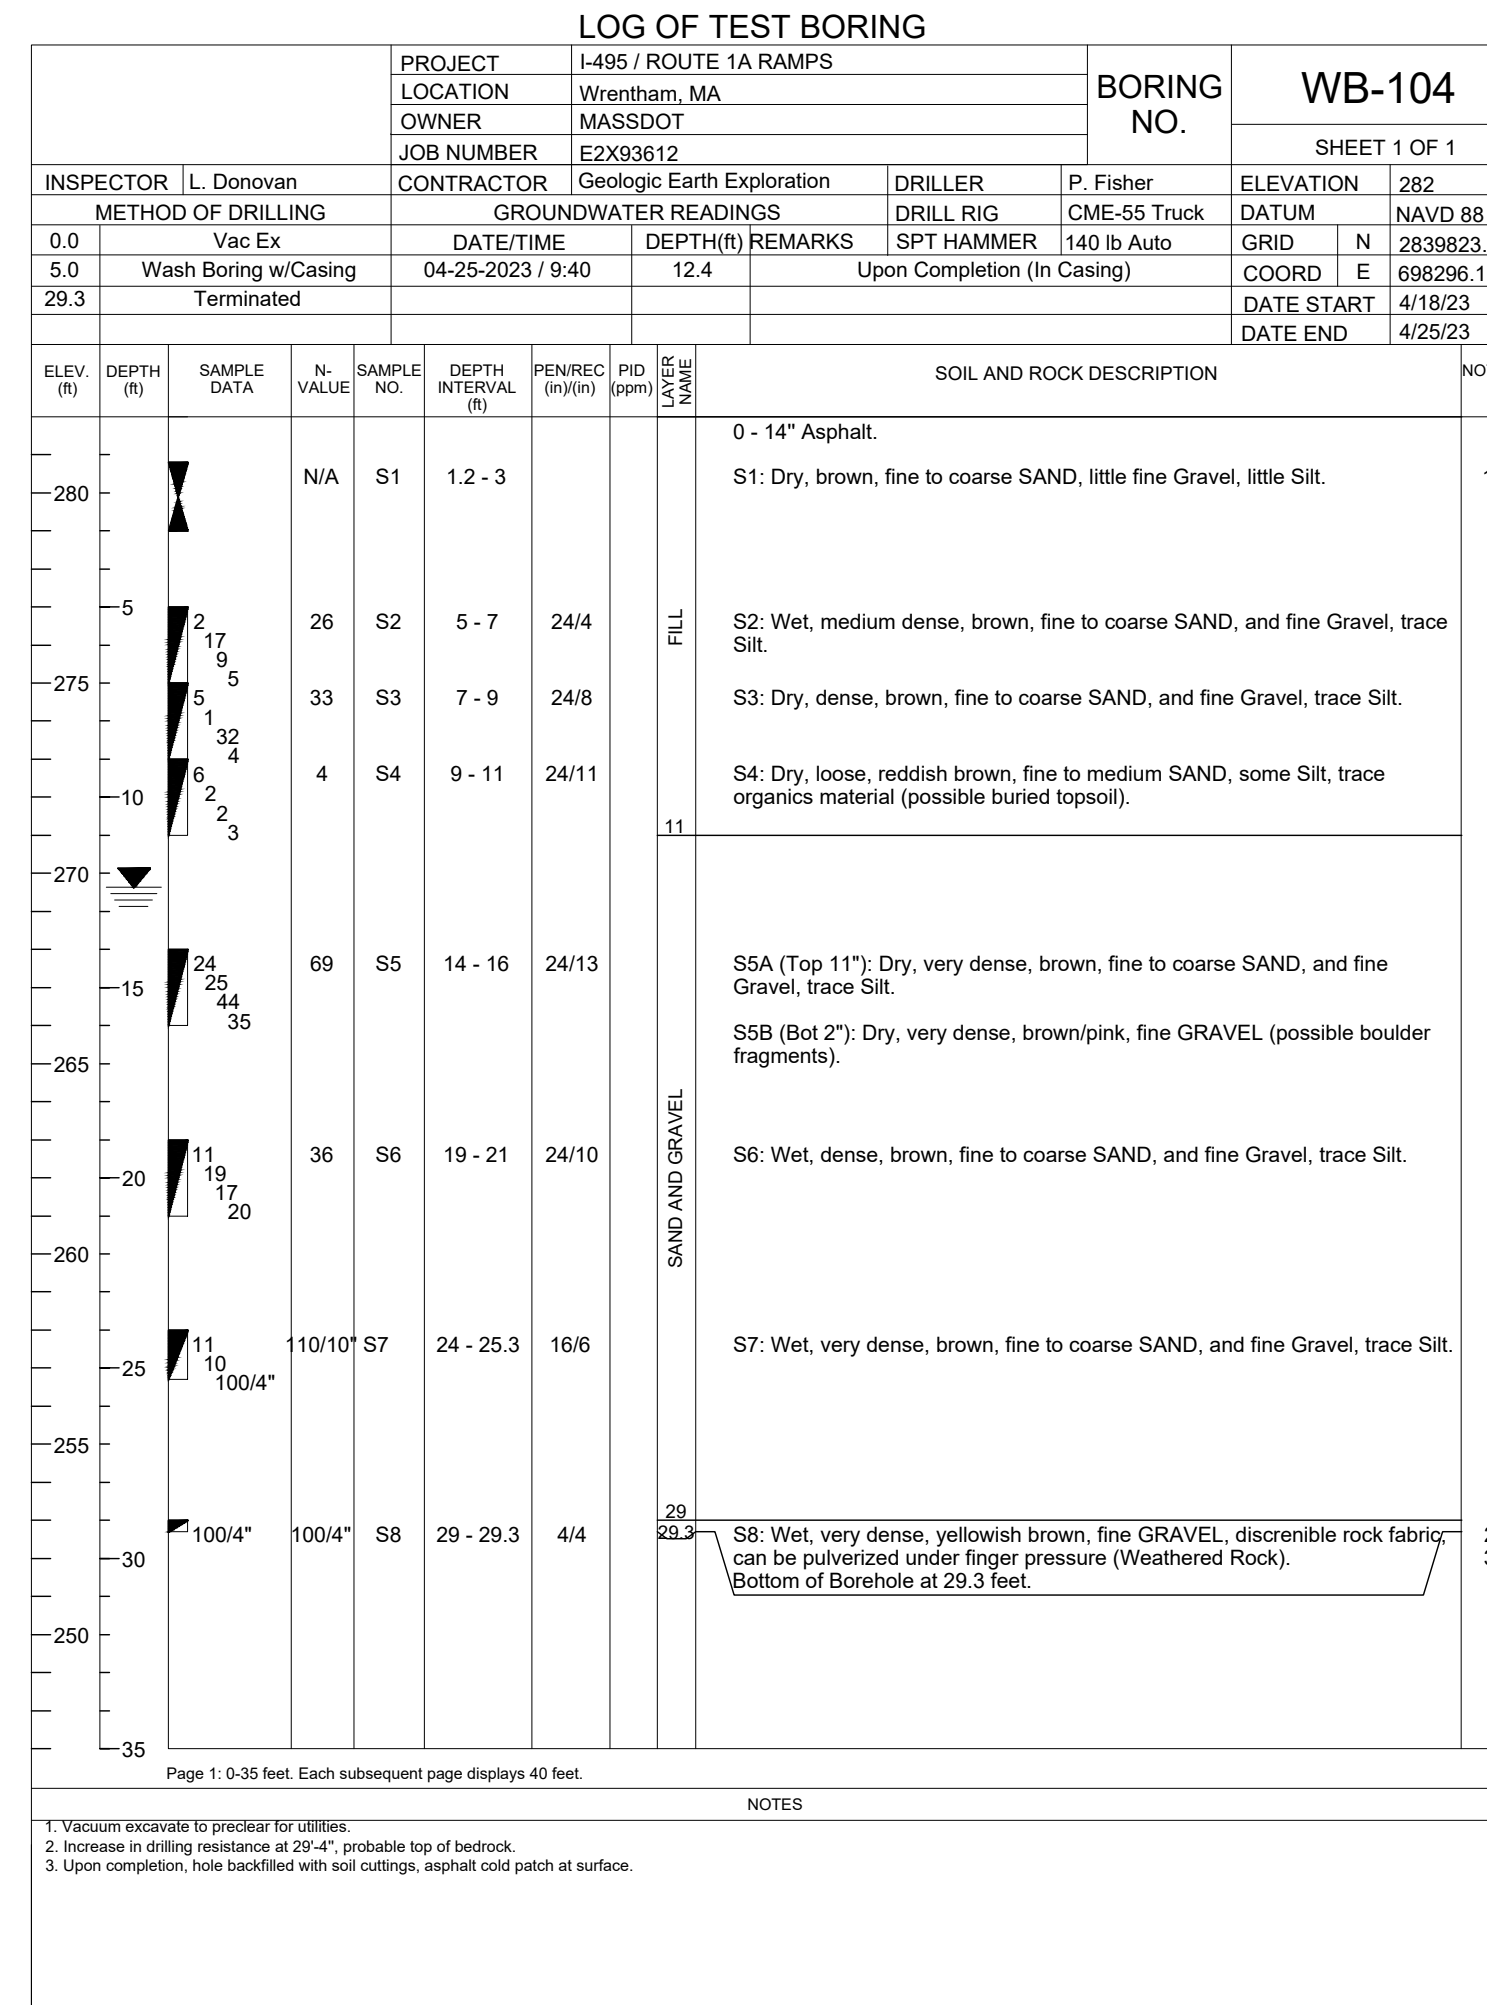 LOG OF TEST BORING
PROJECT I-495 / ROUTE 1A RAMPS
LOCATION Wrentham, MA
OWNER MASSDOT
JOB NUMBER E2X93612
BORING NO. WB-104
SHEET 1 OF 1
INSPECTOR L. Donovan CONTRACTOR Geologic Earth Exploration DRILLER P. Fisher ELEVATION 282
METHOD OF DRILLING GROUNDWATER READINGS DRILL RIG CME-55 Truck DATUM NAVD 88
0.0 Vac Ex DATE/TIME DEPTH(ft) REMARKS SPT HAMMER 140 lb Auto GRID N 2839823.
5.0 Wash Boring w/Casing 04-25-2023 / 9:40 12.4 Upon Completion (In Casing) COORD E 698296.1
29.3 Terminated DATE START 4/18/23
DATE END 4/25/23
ELEV. (ft) DEPTH (ft) SAMPLE DATA N-VALUE SAMPLE NO. DEPTH INTERVAL (ft) PEN/REC (in)/(in) PID (ppm) LAYER NAME SOIL AND ROCK DESCRIPTION
0 - 14" Asphalt.
N/A S1 1.2 - 3 S1: Dry, brown, fine to coarse SAND, little fine Gravel, little Silt.
280
5
FILL
2 26 S2 5 - 7 24/4 S2: Wet, medium dense, brown, fine to coarse SAND, and fine Gravel, trace
17 Silt.
9
5
275
5 33 S3 7 - 9 24/8 S3: Dry, dense, brown, fine to coarse SAND, and fine Gravel, trace Silt.
1
32
4
6 4 S4 9 - 11 24/11 S4: Dry, loose, reddish brown, fine to medium SAND, some Silt, trace
10 2 organics material (possible buried topsoil).
2
3 11
270
24 69 S5 14 - 16 24/13 S5A (Top 11"): Dry, very dense, brown, fine to coarse SAND, and fine
15 25 Gravel, trace Silt.
44
35 S5B (Bot 2"): Dry, very dense, brown/pink, fine GRAVEL (possible boulder
265 fragments).
SAND AND GRAVEL
11 36 S6 19 - 21 24/10 S6: Wet, dense, brown, fine to coarse SAND, and fine Gravel, trace Silt.
20 19
17
20
260
11 110/10" S7 24 - 25.3 16/6 S7: Wet, very dense, brown, fine to coarse SAND, and fine Gravel, trace Silt.
25 10
100/4"
255
29
100/4" 100/4" S8 29 - 29.3 4/4 29.3 S8: Wet, very dense, yellowish brown, fine GRAVEL, discrenible rock fabric,
30 can be pulverized under finger pressure (Weathered Rock).
Bottom of Borehole at 29.3 feet.
250
35
Page 1: 0-35 feet. Each subsequent page displays 40 feet.
NOTES
1. Vacuum excavate to preclear for utilities.
2. Increase in drilling resistance at 29'-4", probable top of bedrock.
3. Upon completion, hole backfilled with soil cuttings, asphalt cold patch at surface.